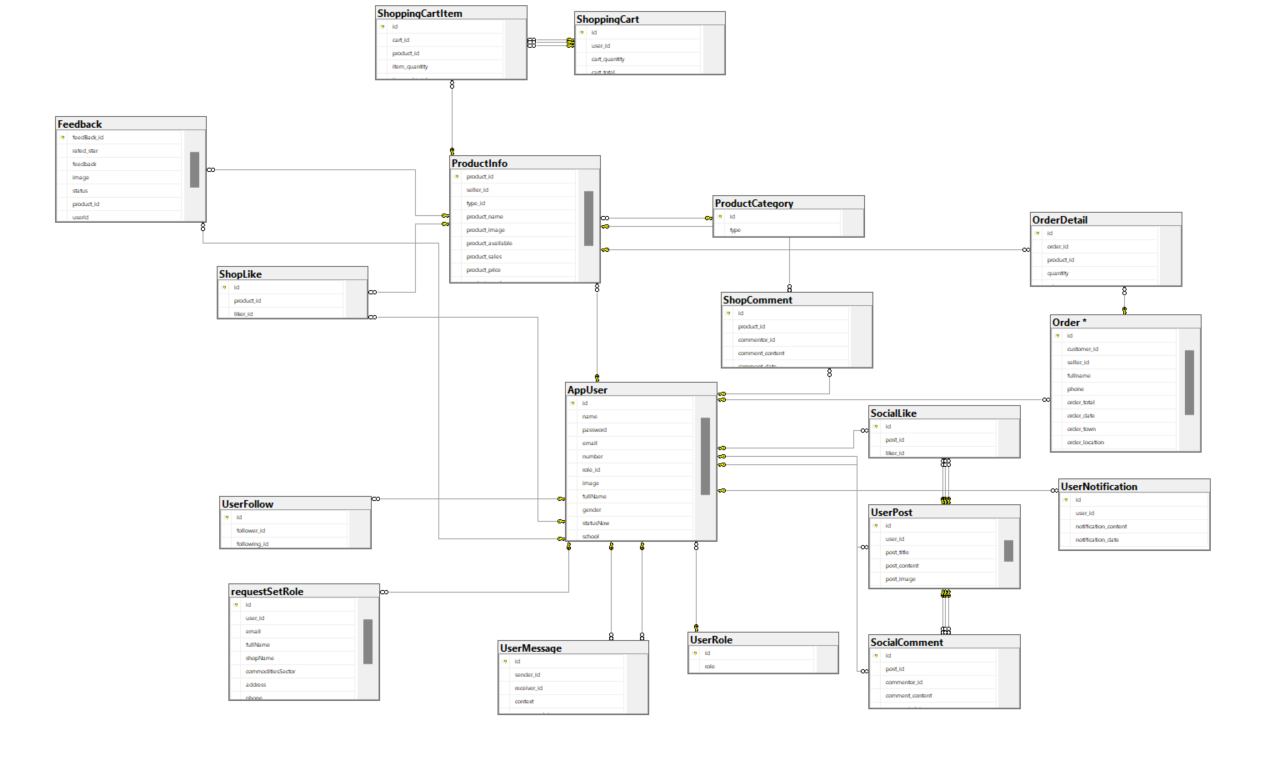 ShoppingCartItem
id
cart_id
product_id
item_quantity
ShoppingCart
id
user_id
cart_quantity
cart_total
Feedback
feedBack_id
rated_star
feedback
image
status
product_id
userId
ProductInfo
product_id
seller_id
type_id
product_name
product_image
product_available
product_sales
product_price
ProductCategory
id
type
OrderDetail
id
order_id
product_id
quantity
ShopLike
id
product_id
liker_id
ShopComment
id
product_id
commentor_id
comment_content
comment_date
Order *
id
customer_id
seller_id
fullname
phone
order_total
order_date
order_town
order_location
AppUser
id
name
password
email
number
role_id
image
fullName
gender
statusNow
school
SocialLike
id
post_id
liker_id
UserNotification
id
user_id
notification_content
notification_date
UserFollow
id
follower_id
following_id
UserPost
id
user_id
post_title
post_content
post_image
requestSetRole
id
user_id
email
fullName
shopName
commoditiesSector
address
phone
UserMessage
id
sender_id
receiver_id
context
UserRole
id
role
SocialComment
id
post_id
commentor_id
comment_content